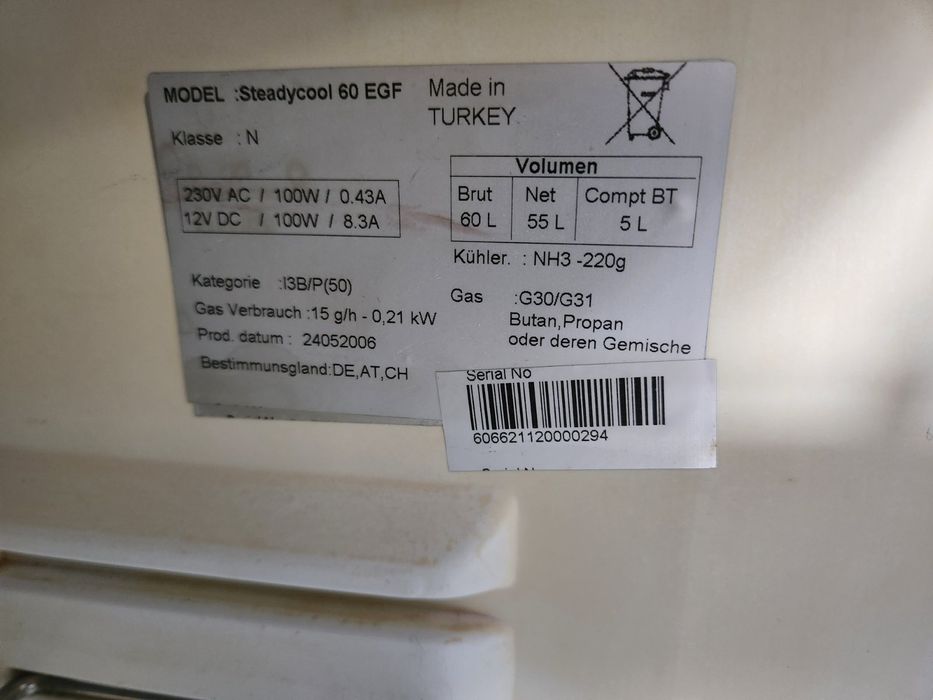 MODEL :Steadycool 60 EGF
Made in
TURKEY
Klasse : N
230V AC / 100W / 0.43A
12V DC / 100W / 8.3A
Volumen
Brut Net Compt BT
60 L 55 L 5 L
Kühler. : NH3 -220g
Kategorie :I3B/P(50)
Gas Verbrauch :15 g/h - 0,21 kW
Prod. datum : 24052006
Bestimmunsgland:DE,AT,CH
Gas :G30/G31
Butan,Propan
oder deren Gemische
Serial No
606621120000294